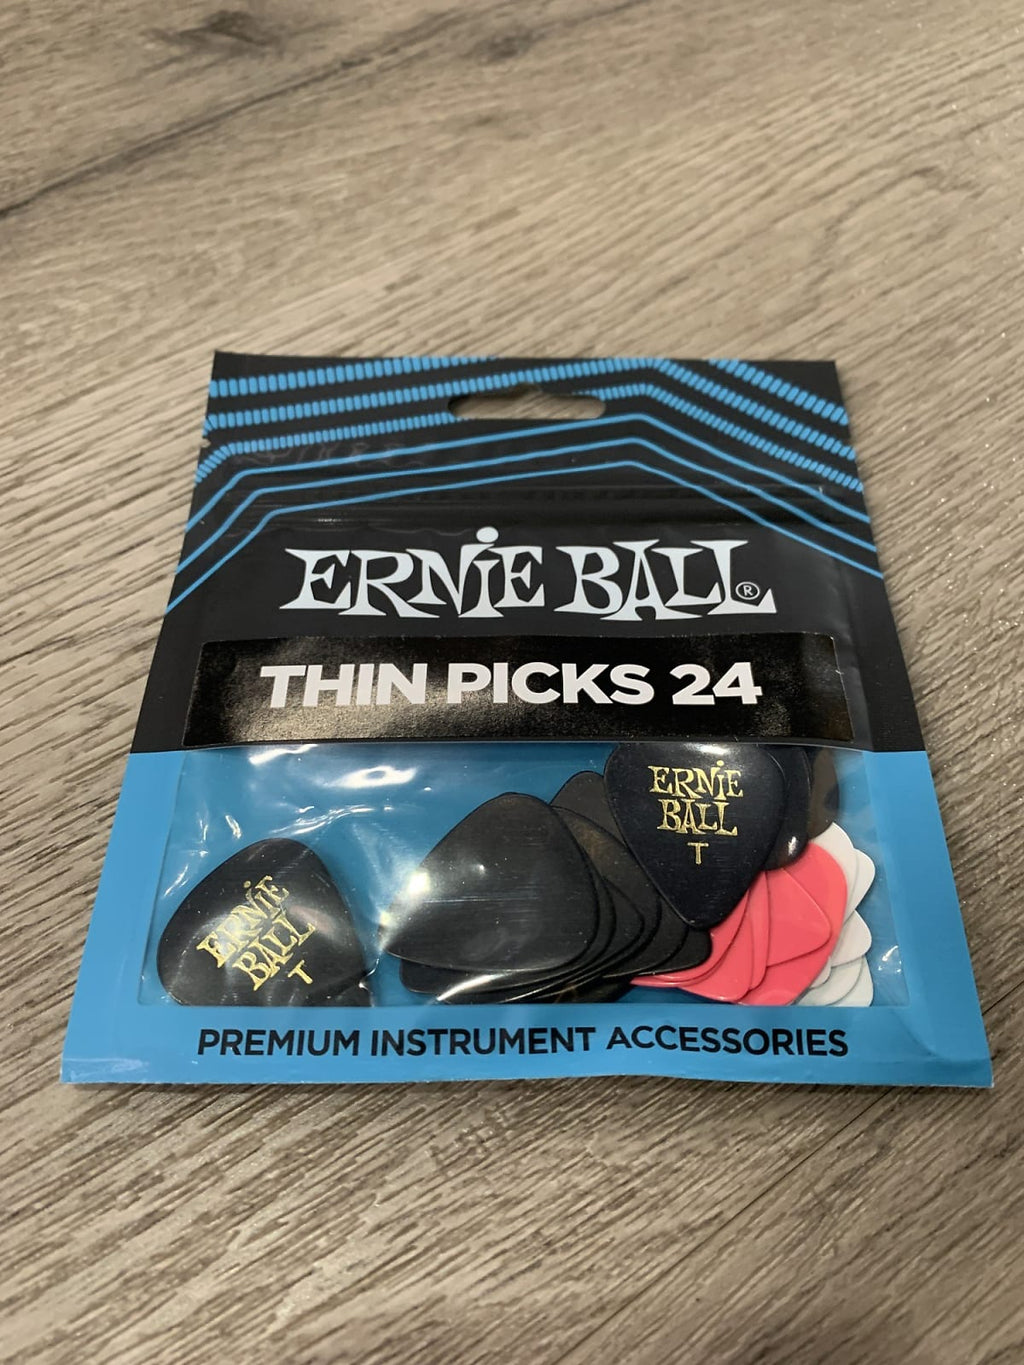 ERNIE BALL®
THIN PICKS 24
ERNIE
BALL
T
ERNIE
BALL
T
PREMIUM INSTRUMENT ACCESSORIES